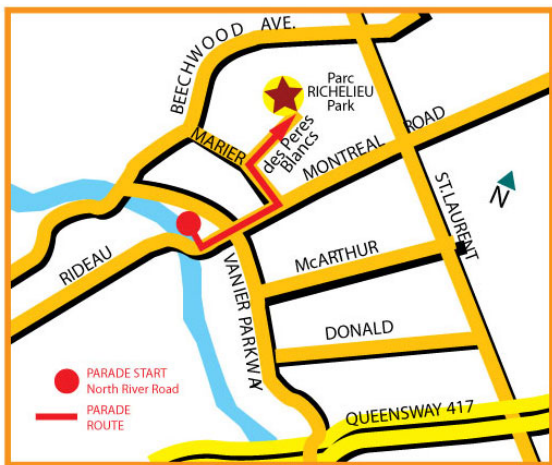 BEECHWOOD AVE.
Parc
RICHELIEU
Park
MARIER
des Peres
Blancs
MONTREAL ROAD
ST.LAURENT
N
RIDEAU
VANIER PARKWAY
McARTHUR
DONALD
QUEENSWAY 417
PARADE START
North River Road
PARADE
ROUTE